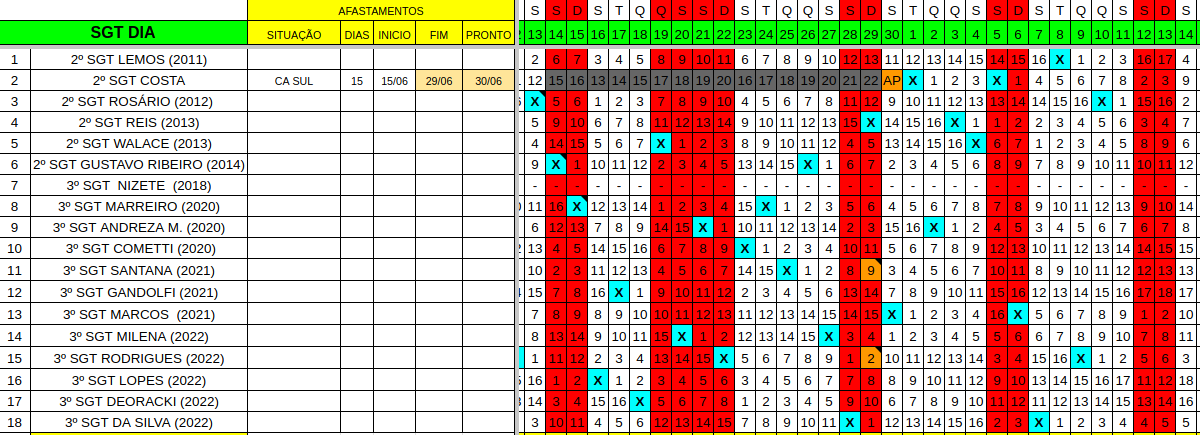 AFASTAMENTOS S S D S T Q Q S S D S T Q Q S S D S T Q Q S S D S T Q Q S S D S
SGT DIA SITUAÇÃO DIAS INICIO FIM PRONTO 13 14 15 16 17 18 19 20 21 22 23 24 25 26 27 28 29 30 1 2 3 4 5 6 7 8 9 10 11 12 13 14
1 2º SGT LEMOS (2011) 2 6 7 3 4 5 8 9 10 11 6 7 8 9 10 12 13 11 12 13 14 15 14 15 16 X 1 2 3 16 17 4
2 2º SGT COSTA CA SUL 15 15/06 29/06 30/06 12 15 16 13 14 15 17 18 19 20 16 17 18 19 20 21 22 AP X 1 2 3 X 1 4 5 6 7 8 2 3 9
3 2º SGT ROSÁRIO (2012) X 5 6 1 2 3 7 8 9 10 4 5 6 7 8 11 12 9 10 11 12 13 13 14 14 15 16 X 1 15 16 2
4 2º SGT REIS (2013) 5 9 10 6 7 8 11 12 13 14 9 10 11 12 13 15 X 14 15 16 X 1 1 2 2 3 4 5 6 3 4 7
5 2º SGT WALACE (2013) 4 14 15 5 6 7 X 1 2 3 8 9 10 11 12 4 5 13 14 15 16 X 6 7 1 2 3 4 5 8 9 6
6 2º SGT GUSTAVO RIBEIRO (2014) 9 X 1 10 11 12 2 3 4 5 13 14 15 X 1 6 7 2 3 4 5 6 8 9 7 8 9 10 11 10 11 12
7 3º SGT NIZETE (2018) - - - - - - - - - - - - - - - - - - - - - - - - - - - - - - - -
8 3º SGT MARREIRO (2020) 11 16 X 12 13 14 1 2 3 4 15 X 1 2 3 5 6 4 5 6 7 8 7 8 9 10 11 12 13 9 10 14
9 3º SGT ANDREZA M. (2020) 6 12 13 7 8 9 14 15 X 1 10 11 12 13 14 2 3 15 16 X 1 2 4 5 3 4 5 6 7 6 7 8
10 3º SGT COMETTI (2020) 13 4 5 14 15 16 6 7 8 9 X 1 2 3 4 10 11 5 6 7 8 9 12 13 10 11 12 13 14 14 15 15
11 3º SGT SANTANA (2021) 10 2 3 11 12 13 4 5 6 7 14 15 X 1 2 8 9 3 4 5 6 7 10 11 8 9 10 11 12 12 13 13
12 3º SGT GANDOLFI (2021) 15 7 8 16 X 1 9 10 11 12 2 3 4 5 6 13 14 7 8 9 10 11 15 16 12 13 14 15 16 17 18 17
13 3º SGT MARCOS (2021) 7 8 9 8 9 10 10 11 12 13 11 12 13 14 15 14 15 X 1 2 3 4 16 X 5 6 7 8 9 1 2 10
14 3º SGT MILENA (2022) 8 13 14 9 10 11 15 X 1 2 12 13 14 15 X 3 4 1 2 3 4 5 5 6 6 7 8 9 10 7 8 11
15 3º SGT RODRIGUES (2022) 1 11 12 2 3 4 13 14 15 X 5 6 7 8 9 1 2 10 11 12 13 14 3 4 15 16 X 1 2 5 6 3
16 3º SGT LOPES (2022) 16 1 2 X 1 2 3 4 5 6 3 4 5 6 7 7 8 8 9 10 11 12 9 10 13 14 15 16 17 11 12 18
17 3º SGT DEORACKI (2022) 14 3 4 15 16 X 5 6 7 8 1 2 3 4 5 9 10 6 7 8 9 10 11 12 11 12 13 14 15 13 14 16
18 3º SGT DA SILVA (2022) 3 10 11 4 5 6 12 13 14 15 7 8 9 10 11 X 1 12 13 14 15 16 2 3 X 1 2 3 4 4 5 5